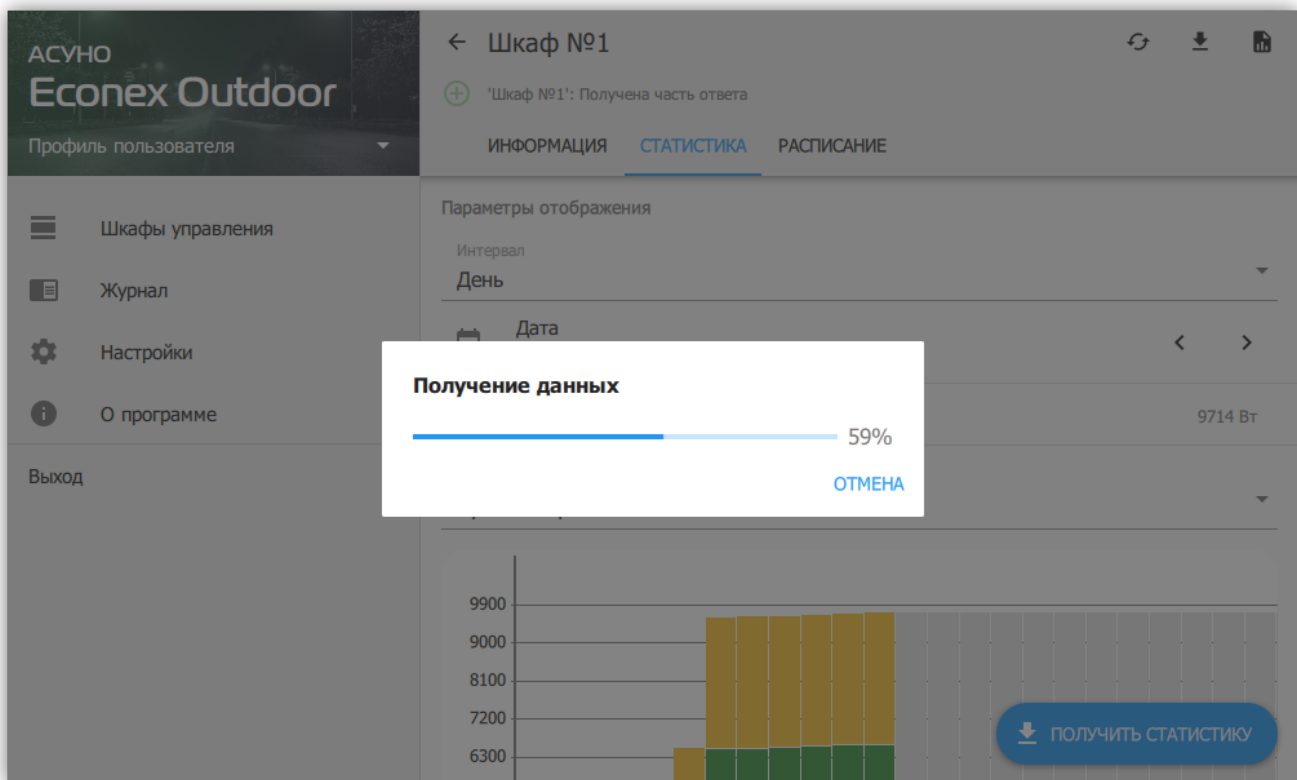 АСУНО
Econex Outdoor
Профиль пользователя
Шкафы управления
Журнал
Настройки
О программе
Выход
Шкаф №1
'Шкаф №1': Получена часть ответа
ИНФОРМАЦИЯ СТАТИСТИКА РАСПИСАНИЕ
Параметры отображения
Интервал
День
Дата
9714 Вт
Получение данных
59%
ОТМЕНА
9900
9000
8100
7200
6300
ПОЛУЧИТЬ СТАТИСТИКУ